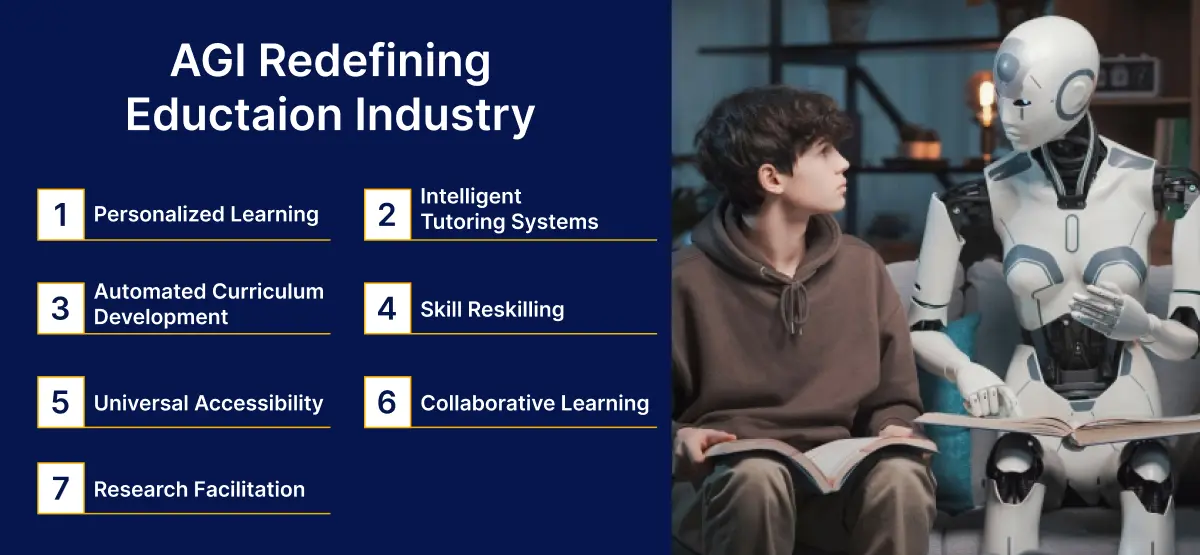 AGI Redefining
Eductaion Industry
1 Personalized Learning
2 Intelligent
Tutoring Systems
3 Automated Curriculum
Development
4 Skill Reskilling
5 Universal Accessibility
6 Collaborative Learning
7 Research Facilitation